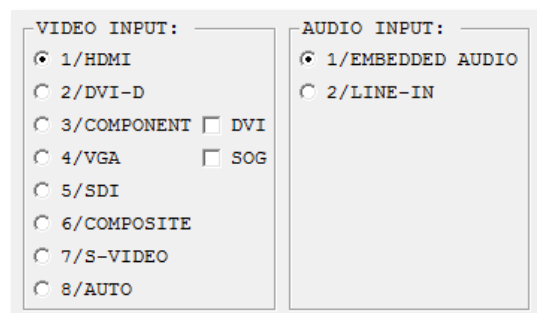 VIDEO INPUT:
1/HDMI
2/DVI-D
3/COMPONENT DVI
4/VGA SOG
5/SDI
6/COMPOSITE
7/S-VIDEO
8/AUTO
AUDIO INPUT:
1/EMBEDDED AUDIO
2/LINE-IN